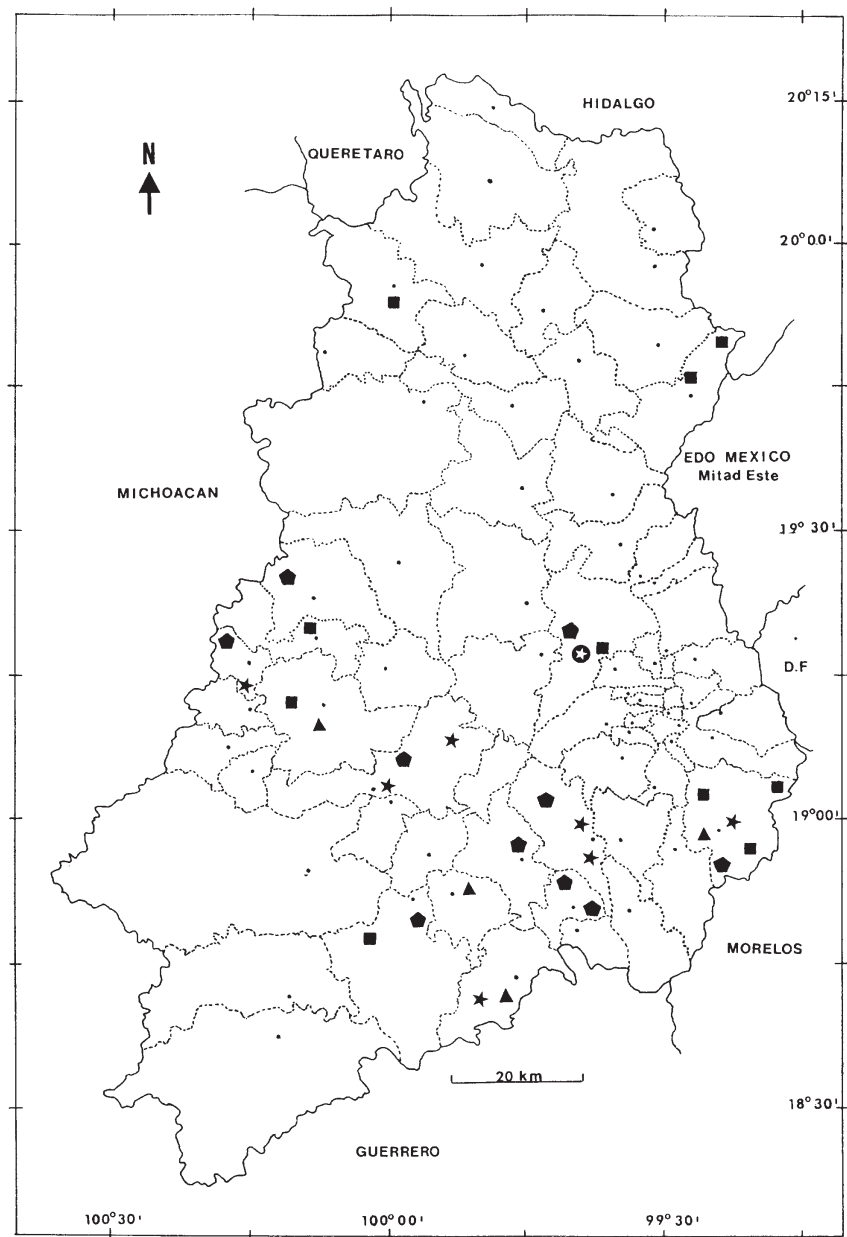 HIDALGO
20°15'
N
QUERETARO
20°00'
EDO MEXICO
Mitad Este
MICHOACAN
19°30'
D.F
19°00'
MORELOS
20 km
18°30'
GUERRERO
100°30'
100°00'
99°30'